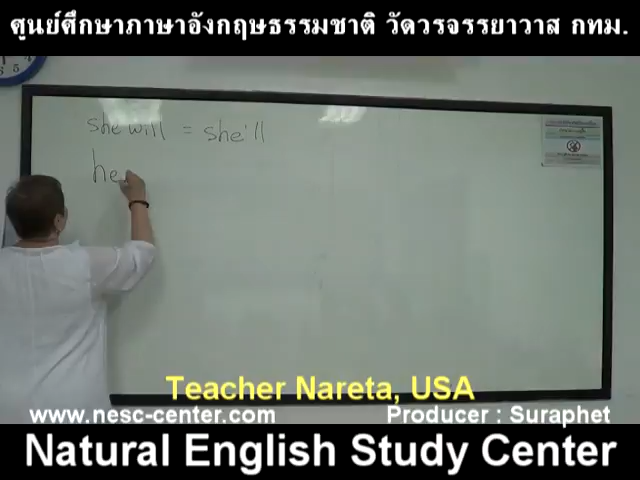 ศูนย์ศึกษาภาษาอังกฤษธรรมชาติ วัดวรจรรยาวาส กทม.
she will = she'll
he
Teacher Nareta, USA
www.nesc-center.com Producer : Suraphet
Natural English Study Center